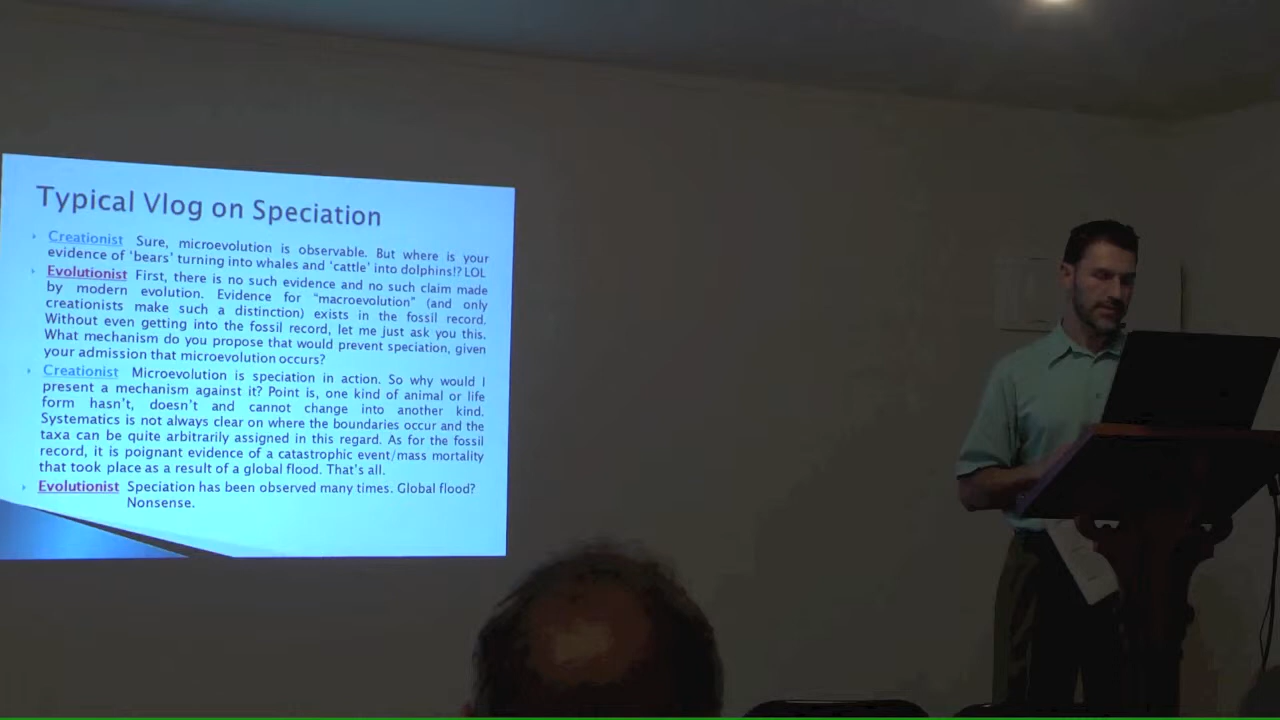 Typical Vlog on Speciation
Creationist Sure, microevolution is observable. But where is your
evidence of 'bears' turning into whales and 'cattle' into dolphins!? LOL
Evolutionist First, there is no such evidence and no such claim made
by modern evolution. Evidence for "macroevolution" (and only
creationists make such a distinction) exists in the fossil record.
Without even getting into the fossil record, let me just ask you this.
What mechanism do you propose that would prevent speciation, given
your admission that microevolution occurs?
Creationist Microevolution is speciation in action. So why would I
present a mechanism against it? Point is, one kind of animal or life
form hasn't, doesn't and cannot change into another kind.
Systematics is not always clear on where the boundaries occur and the
taxa can be quite arbitrarily assigned in this regard. As for the fossil
record, it is poignant evidence of a catastrophic event/mass mortality
that took place as a result of a global flood. That's all.
Evolutionist Speciation has been observed many times. Global flood?
Nonsense.